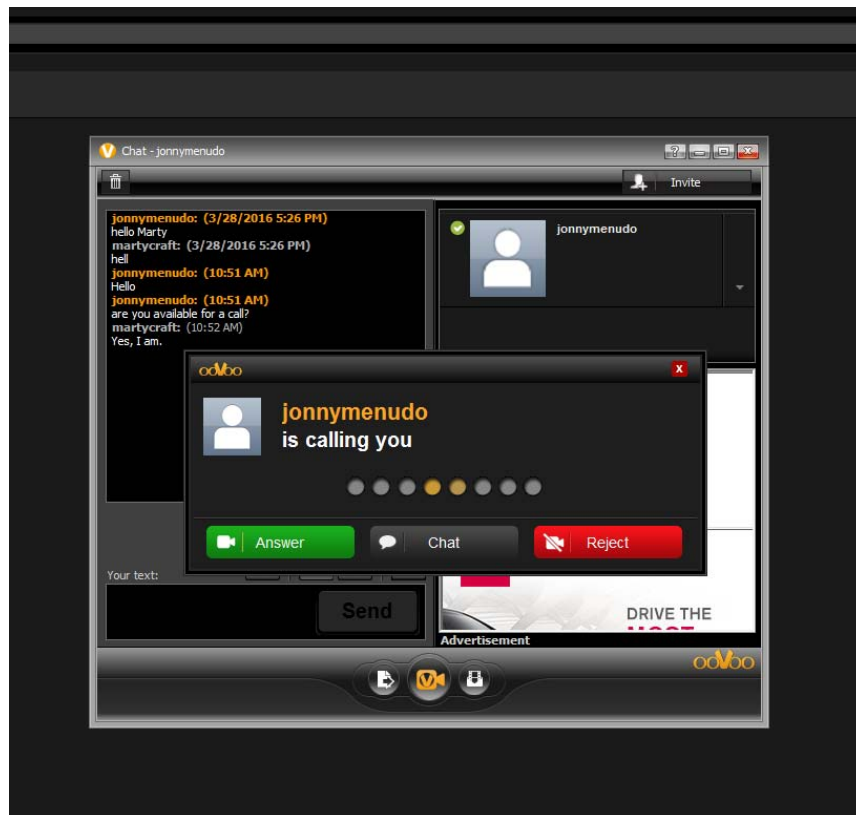 Chat - jonnymenudo
Invite
jonnymenudo: (3/28/2016 5:26 PM)
hello Marty
martycraft: (3/28/2016 5:26 PM)
hell
jonnymenudo: (10:51 AM)
Hello
jonnymenudo: (10:51 AM)
are you available for a call?
martycraft: (10:52 AM)
Yes, I am.
jonnymenudo
ooVoo
x
jonnymenudo
is calling you
Answer
Chat
Reject
Your text:
Send
DRIVE THE
Advertisement
ooVoo